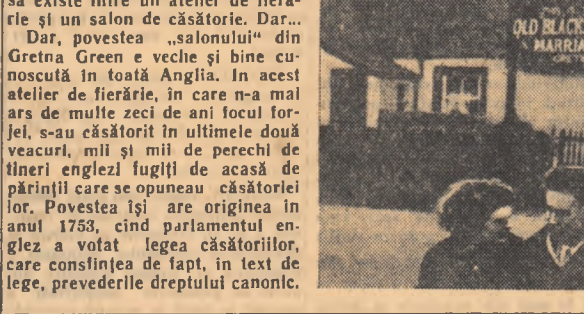 să existe între un atelier de fieră-
rie şi un salon de căsătorie. Dar...
Dar, povestea „salonului“ din
Gretna Green e veche şi bine cu-
noscută în toată Anglia. In acest
atelier de fierărie, în care n-a mai
ars de multe zeci de ani focul for-
jei, s-au căsătorit în ultimele două
veacuri, mii şi mii de perechi de
tineri englezi fugiţi de acasă de
părinţii care se opuneau căsătoriei
lor. Povestea îşi are originea în
anul 1753, cînd parlamentul en-
glez a votat legea căsătoriilor,
care consfinţea de fapt, în text de
lege, prevederile dreptului canonic.
OLD BLACK
MARRI